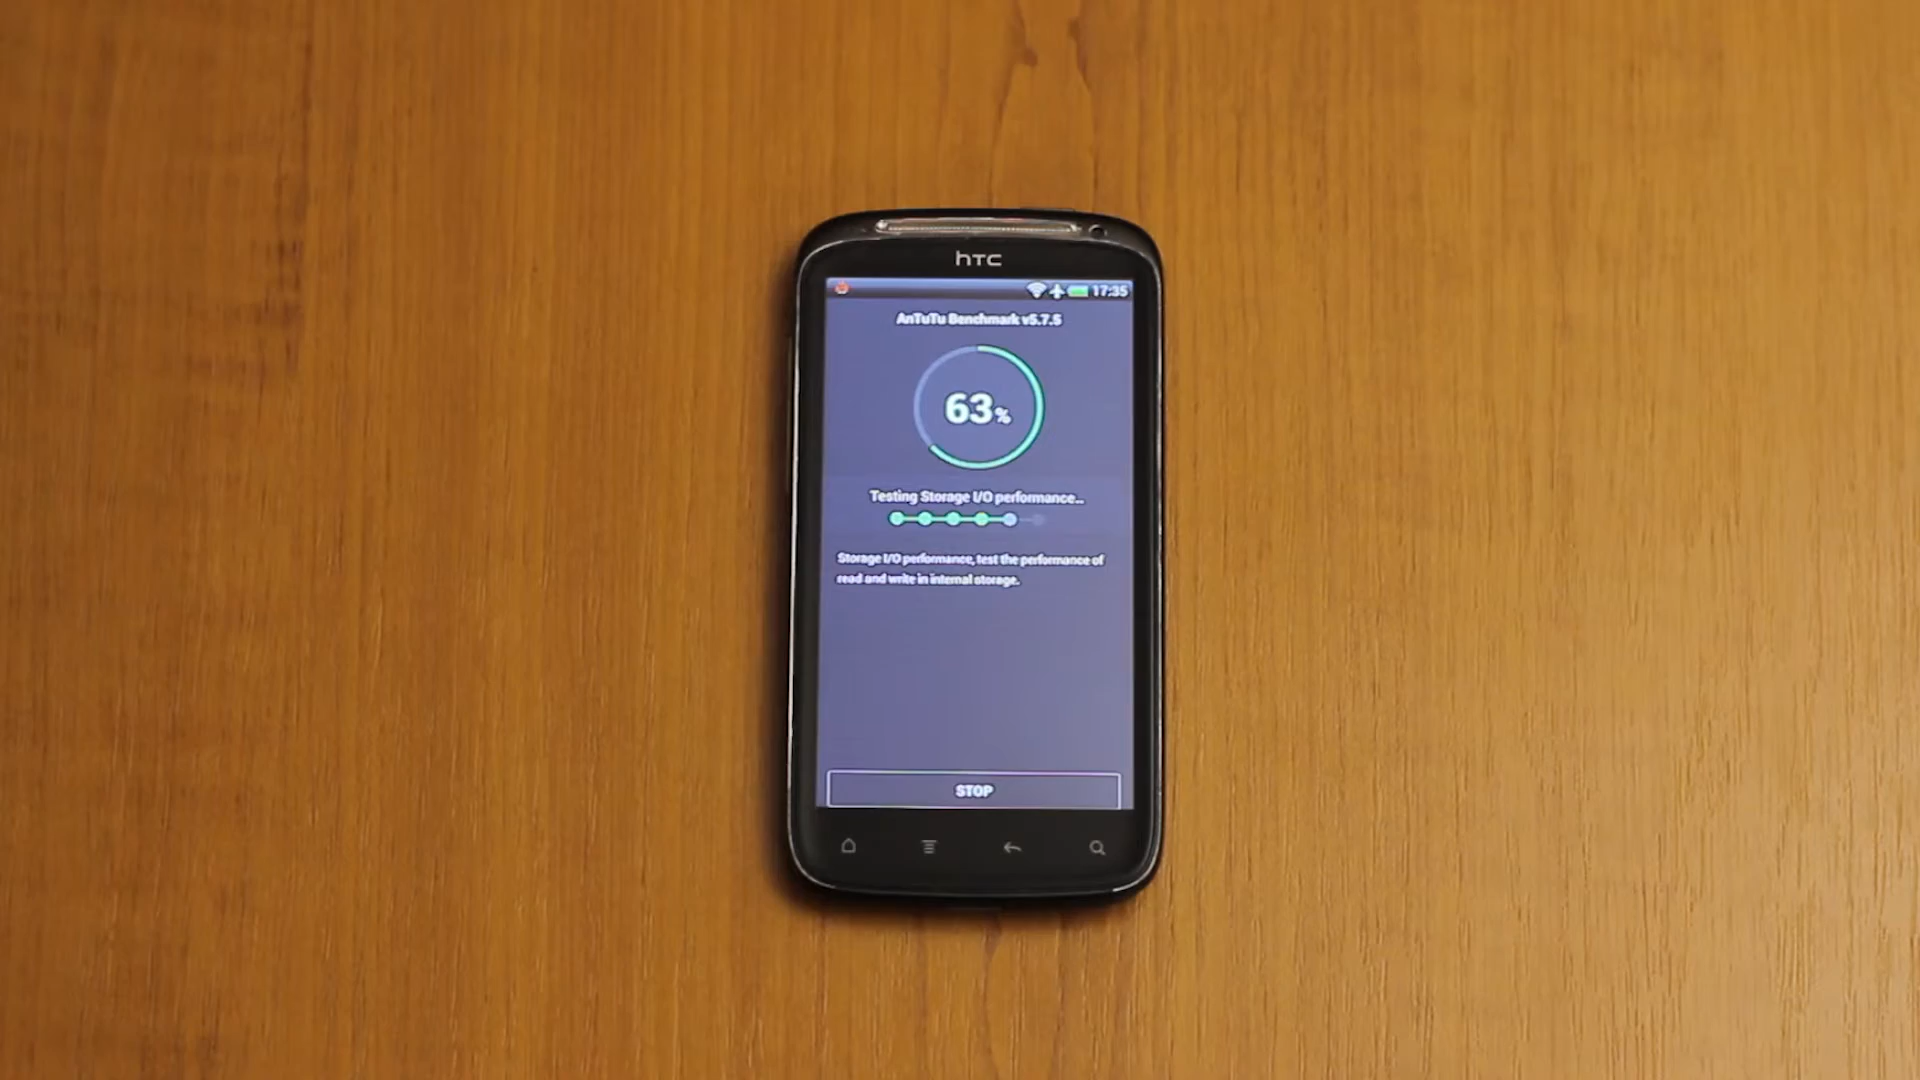 hTC
17:35
AnTuTu Benchmark v5.7.5
63%
Testing Storage I/O performance...
Storage I/O performance, test the performance of
read and write in internal storage.
STOP